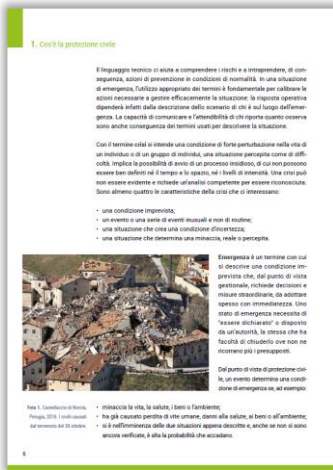 1. Cos'è la protezione civile
Il linguaggio tecnico ci aiuta a comprendere i rischi e a intraprendere, di con-
seguenza, azioni di prevenzione in condizioni di normalità. In una situazione
di emergenza, l'utilizzo appropriato dei termini è fondamentale per calibrare le
azioni necessarie a gestire efficacemente la situazione: la risposta operativa
dipenderà infatti dalla descrizione dello scenario di chi è sul luogo dell'emer-
genza. La capacità di comunicare e l'attendibilità di chi riporta quanto osserva
sono anche conseguenza dei termini usati per descrivere la situazione.
Con il termine crisi si intende una condizione di forte perturbazione nella vita di
un individuo o di un gruppo di individui, una situazione percepita come di diffi-
coltà. Implica la possibilità di avvio di un processo insidioso, di cui non possono
essere ben definiti né il tempo e lo spazio, né i livelli di intensità. Una crisi può
non essere evidente e richiede un'analisi competente per essere riconosciuta.
Sono almeno quattro le caratteristiche della crisi che ci interessano:
• una condizione imprevista;
• un evento o una serie di eventi inusuali e non di routine;
• una situazione che crea una condizione d'incertezza;
• una situazione che determina una minaccia, reale o percepita.
Emergenza è un termine con cui
si descrive una condizione im-
prevista che, dal punto di vista
gestionale, richiede decisioni e
misure straordinarie, da adottare
spesso con immediatezza. Uno
stato di emergenza necessita di
"essere dichiarato" o disposto
da un'autorità, la stessa che ha
facoltà di chiuderlo ove non ne
ricorrano più i presupposti.
Dal punto di vista di protezione civi-
le, un evento determina una condi-
zione di emergenza se, ad esempio:
Foto 1. Castelluccio di Norcia,
Perugia, 2016. I crolli causati
dal terremoto del 30 ottobre.
• minaccia la vita, la salute, i beni o l'ambiente;
• ha già causato perdita di vite umane, danni alla salute, ai beni o all'ambiente;
• si è nell'imminenza delle due situazioni appena descritte e, anche se non si sono
ancora verificate, è alta la probabilità che accadano.
6